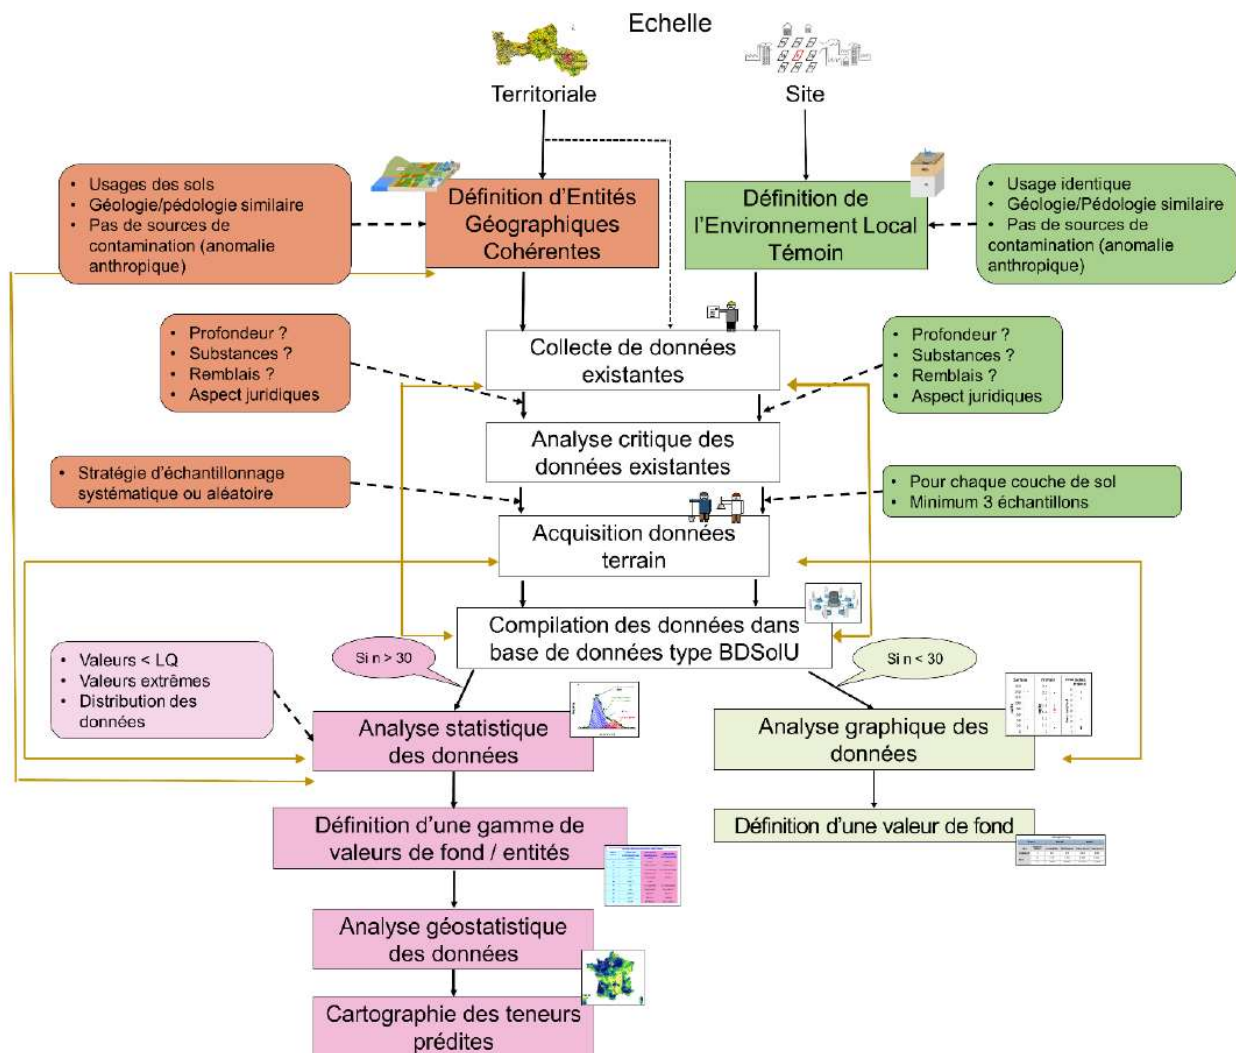 Echelle
Territoriale
Site
• Usages des sols
• Géologie/pédologie similaire
• Pas de sources de
contamination (anomalie
anthropique)
Définition d'Entités
Géographiques
Cohérentes
Définition de
l'Environnement Local
Témoin
• Usage identique
• Géologie/Pédologie similaire
• Pas de sources de
contamination (anomalie
anthropique)
• Profondeur ?
• Substances ?
• Remblais ?
• Aspect juridiques
Collecte de données
existantes
• Profondeur ?
• Substances ?
• Remblais ?
• Aspect juridiques
Analyse critique des
données existantes
• Stratégie d'échantillonnage
systématique ou aléatoire
• Pour chaque couche de sol
• Minimum 3 échantillons
Acquisition données
terrain
Compilation des données dans
base de données type BDSolU
Si n > 30
Si n < 30
• Valeurs < LQ
• Valeurs extrêmes
• Distribution des
données
Analyse statistique
des données
Analyse graphique des
données
Définition d'une gamme de
valeurs de fond / entités
Définition d'une valeur de fond
Analyse géostatistique
des données
Cartographie des teneurs
prédites